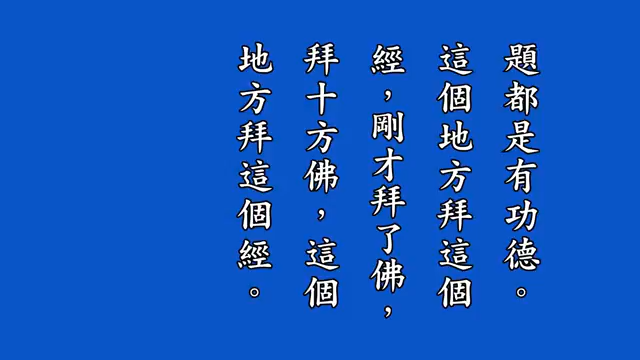 題都是有功德。
這個地方拜這個
經，剛才拜了佛，
拜十方佛，這個
地方拜這個經。